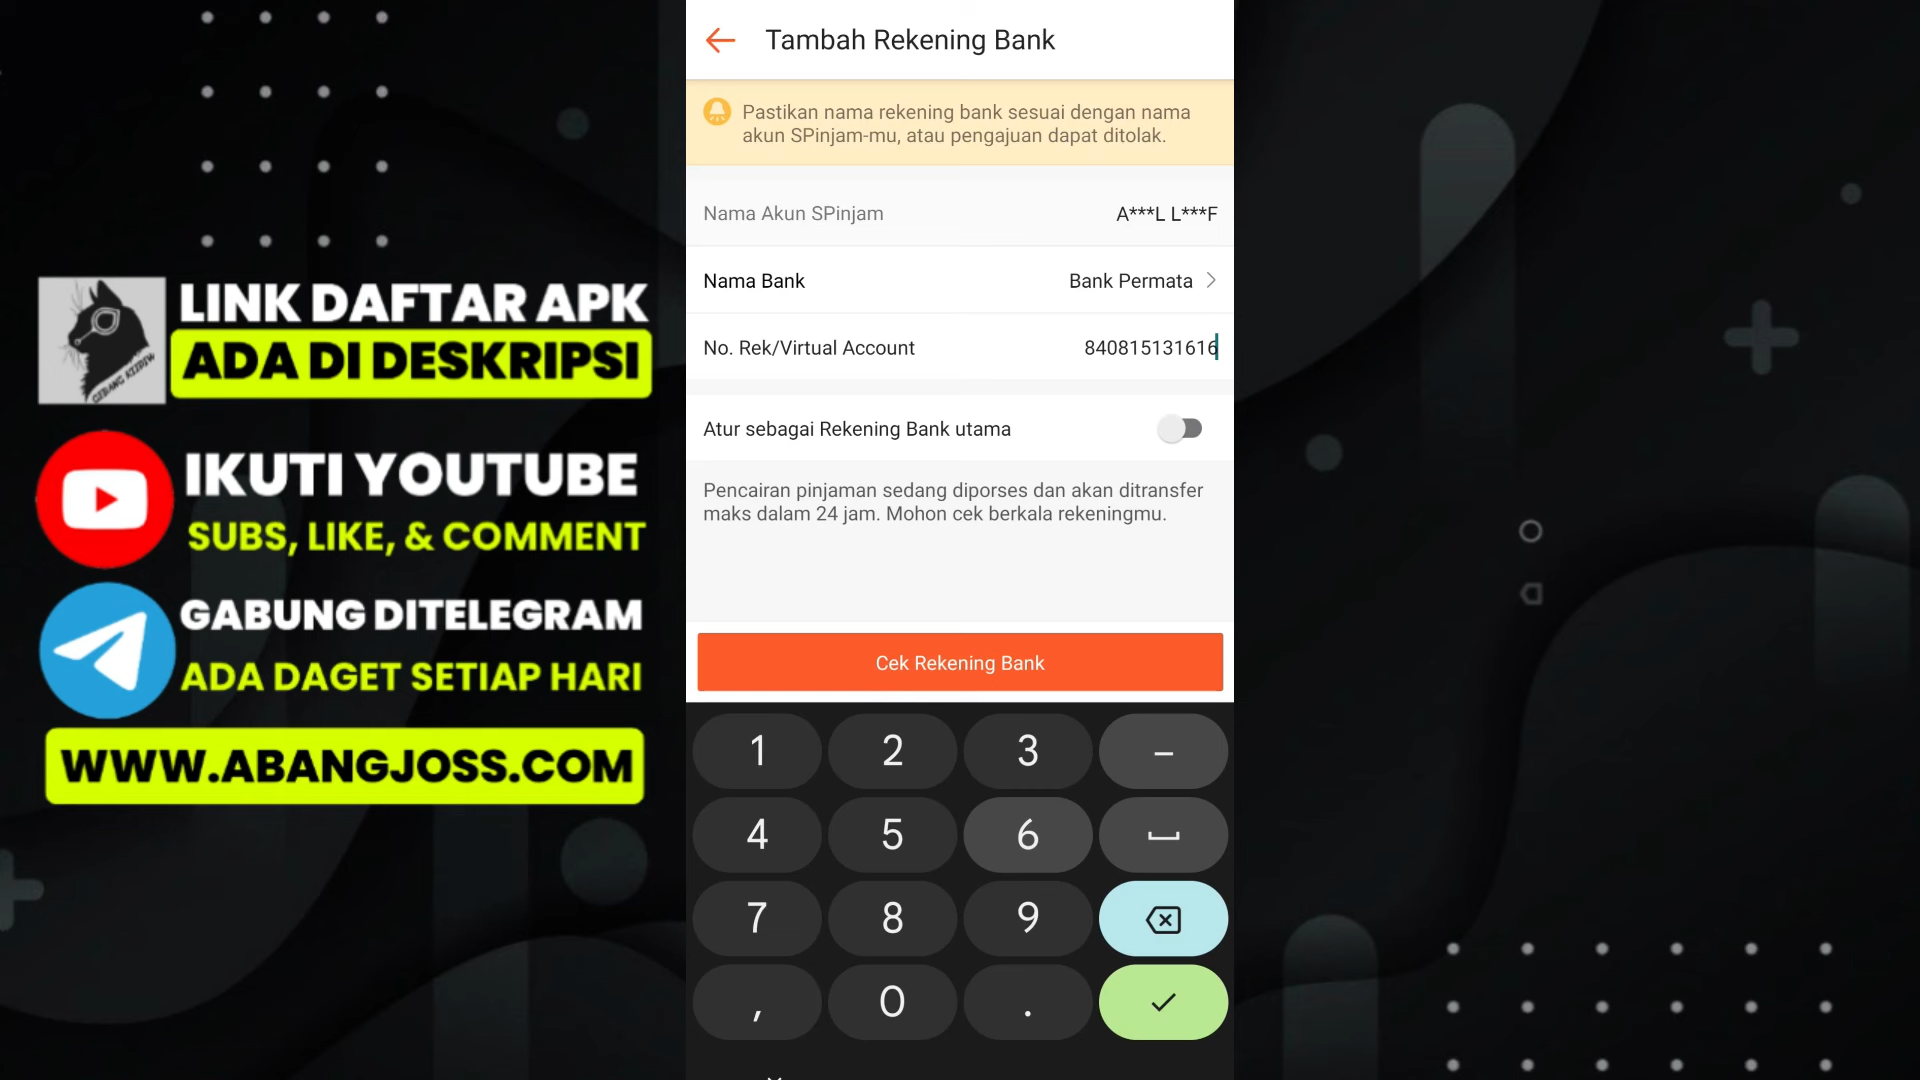 LINK DAFTAR APK
ADA DI DESKRIPSI
IKUTI YOUTUBE
SUBS, LIKE, & COMMENT
GABUNG DITELEGRAM
ADA DAGET SETIAP HARI
WWW.ABANGJOSS.COM
Tambah Rekening Bank
Pastikan nama rekening bank sesuai dengan nama
akun SPinjam-mu, atau pengajuan dapat ditolak.
Nama Akun SPinjam A***L L***F
Nama Bank Bank Permata
No. Rek/Virtual Account 840815131616
Atur sebagai Rekening Bank utama
Pencairan pinjaman sedang diporses dan akan ditransfer
maks dalam 24 jam. Mohon cek berkala rekeningmu.
Cek Rekening Bank
1 2 3 –
4 5 6
7 8 9
, 0 .